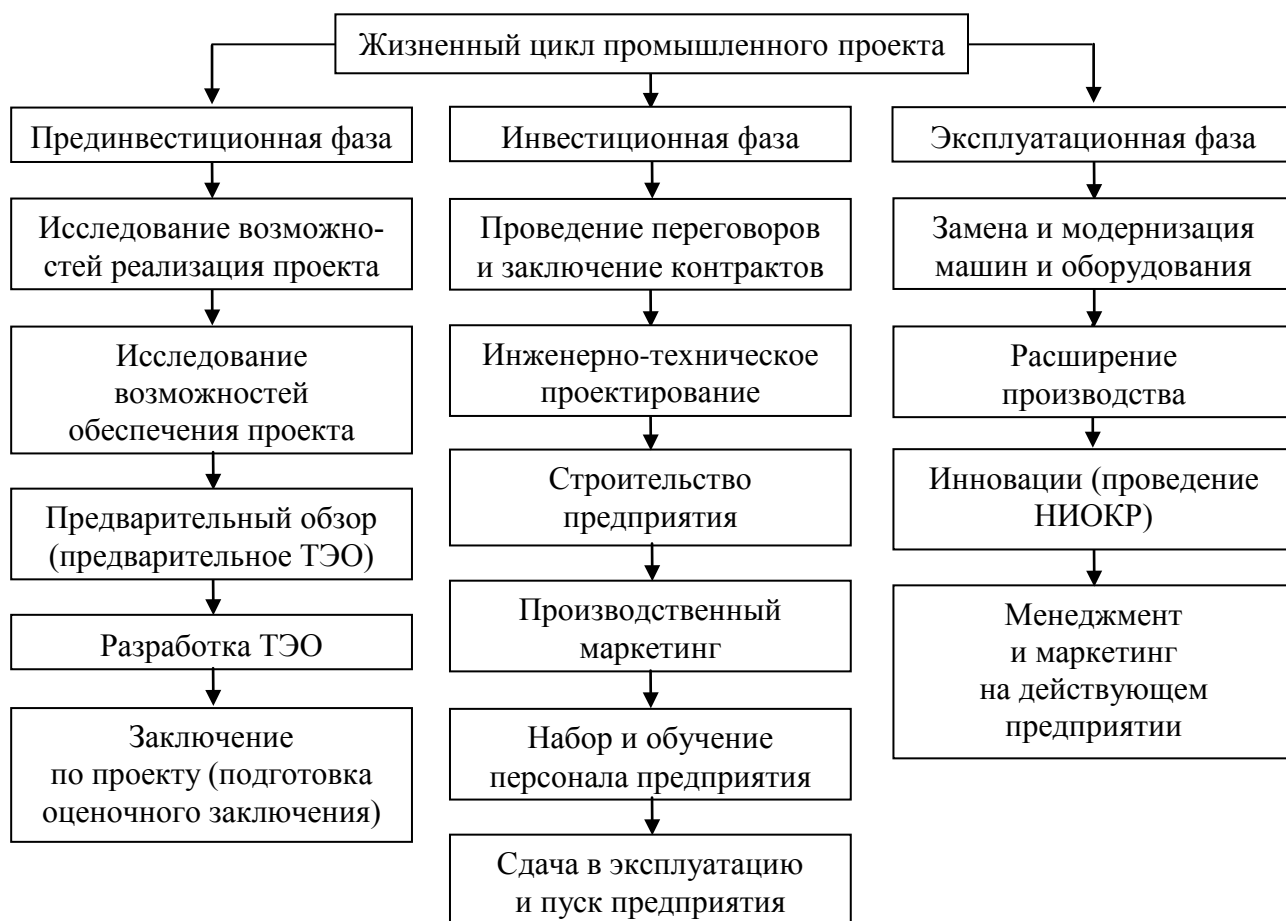 Жизненный цикл промышленного проекта
Прединвестиционная фаза
Исследование возможно-
стей реализация проекта
Исследование
возможностей
обеспечения проекта
Предварительный обзор
(предварительное ТЭО)
Разработка ТЭО
Заключение
по проекту (подготовка
оценочного заключения)
Инвестиционная фаза
Проведение переговоров
и заключение контрактов
Инженерно-техническое
проектирование
Строительство
предприятия
Производственный
маркетинг
Набор и обучение
персонала предприятия
Сдача в эксплуатацию
и пуск предприятия
Эксплуатационная фаза
Замена и модернизация
машин и оборудования
Расширение
производства
Инновации (проведение
НИОКР)
Менеджмент
и маркетинг
на действующем
предприятии